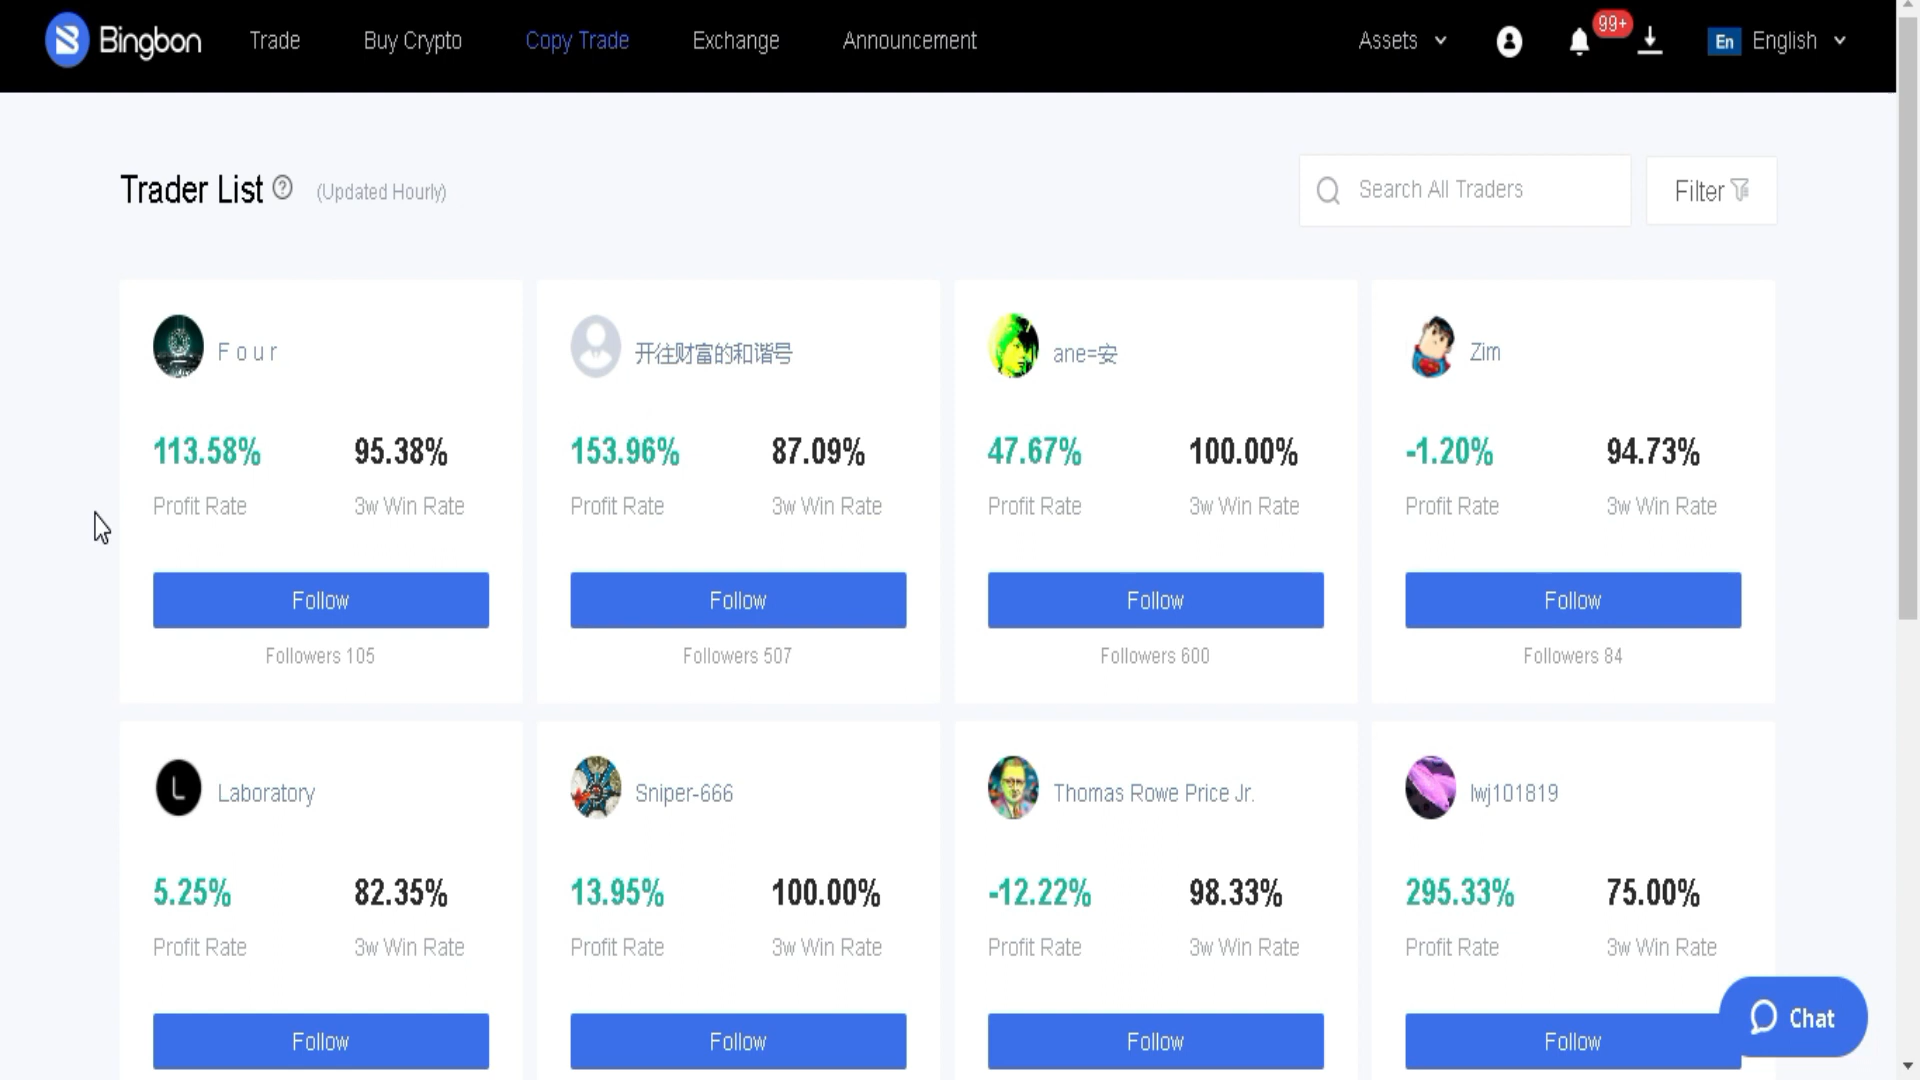 Bingbon Trade Buy Crypto Copy Trade Exchange Announcement Assets 99+ En English
Trader List ? (Updated Hourly) Search All Traders Filter
F o u r 开往财富的和谐号 ane=安 Zim
113.58% 95.38% 153.96% 87.09% 47.67% 100.00% -1.20% 94.73%
Profit Rate 3w Win Rate Profit Rate 3w Win Rate Profit Rate 3w Win Rate Profit Rate 3w Win Rate
Follow Follow Follow Follow
Followers 105 Followers 507 Followers 600 Followers 84
L Laboratory Sniper-666 Thomas Rowe Price Jr. lwj101819
5.25% 82.35% 13.95% 100.00% -12.22% 98.33% 295.33% 75.00%
Profit Rate 3w Win Rate Profit Rate 3w Win Rate Profit Rate 3w Win Rate Profit Rate 3w Win Rate
Chat
Follow Follow Follow Follow